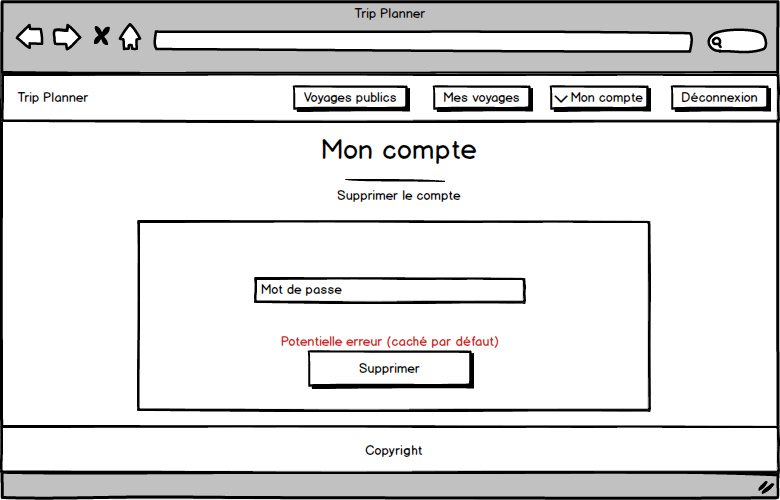 Trip Planner
Trip Planner
Voyages publics
Mes voyages
Mon compte
Déconnexion
Mon compte
Supprimer le compte
Mot de passe
Potentielle erreur (caché par défaut)
Supprimer
Copyright